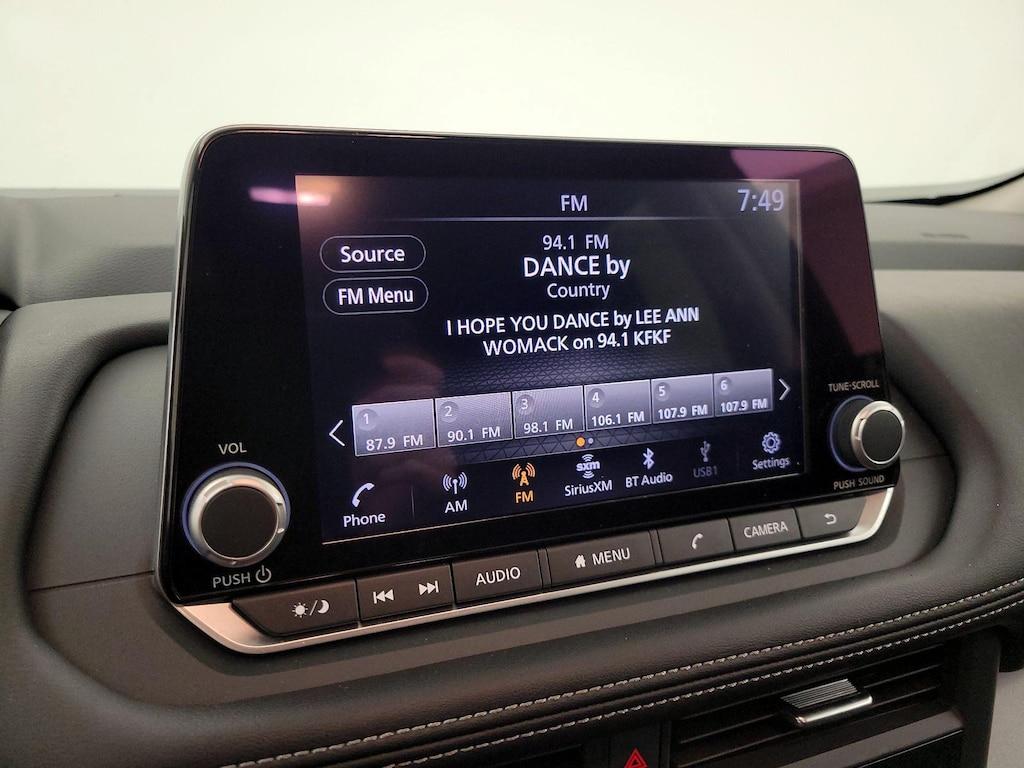 FM
7:49
Source
FM Menu
94.1 FM
DANCE by
Country
I HOPE YOU DANCE by LEE ANN
WOMACK on 94.1 KFKF
1
87.9 FM
2
90.1 FM
3
98.1 FM
4
106.1 FM
5
107.9 FM
6
107.9 FM
Phone
AM
FM
sxm
SiriusXM
BT Audio
USB1
Settings
VOL
PUSH
TUNE·SCROLL
PUSH SOUND
AUDIO
MENU
CAMERA